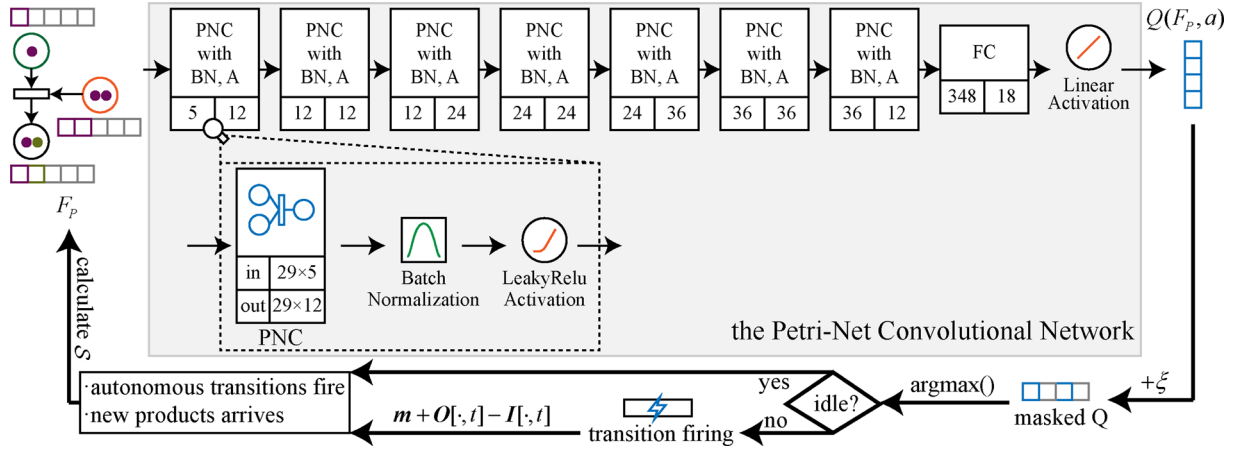 PNC
with
BN, A
5 12
PNC
with
BN, A
12 12
PNC
with
BN, A
12 24
PNC
with
BN, A
24 24
PNC
with
BN, A
24 36
PNC
with
BN, A
36 36
PNC
with
BN, A
36 12
FC
348 18
Linear
Activation
Q(F_P, a)
F_P
in 29×5
out 29×12
PNC
Batch
Normalization
LeakyRelu
Activation
the Petri-Net Convolutional Network
calculate 𝒮
·autonomous transitions fire
·new products arrives
m + O[·,t] − I[·,t]
transition firing
yes
no
idle?
argmax()
masked Q
+ξ